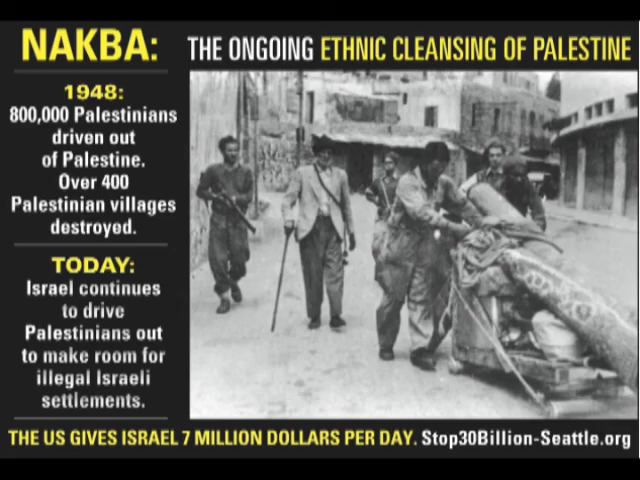 NAKBA:
THE ONGOING ETHNIC CLEANSING OF PALESTINE
1948:
800,000 Palestinians
driven out
of Palestine.
Over 400
Palestinian villages
destroyed.
TODAY:
Israel continues
to drive
Palestinians out
to make room for
illegal Israeli
settlements.
THE US GIVES ISRAEL 7 MILLION DOLLARS PER DAY. Stop30Billion-Seattle.org